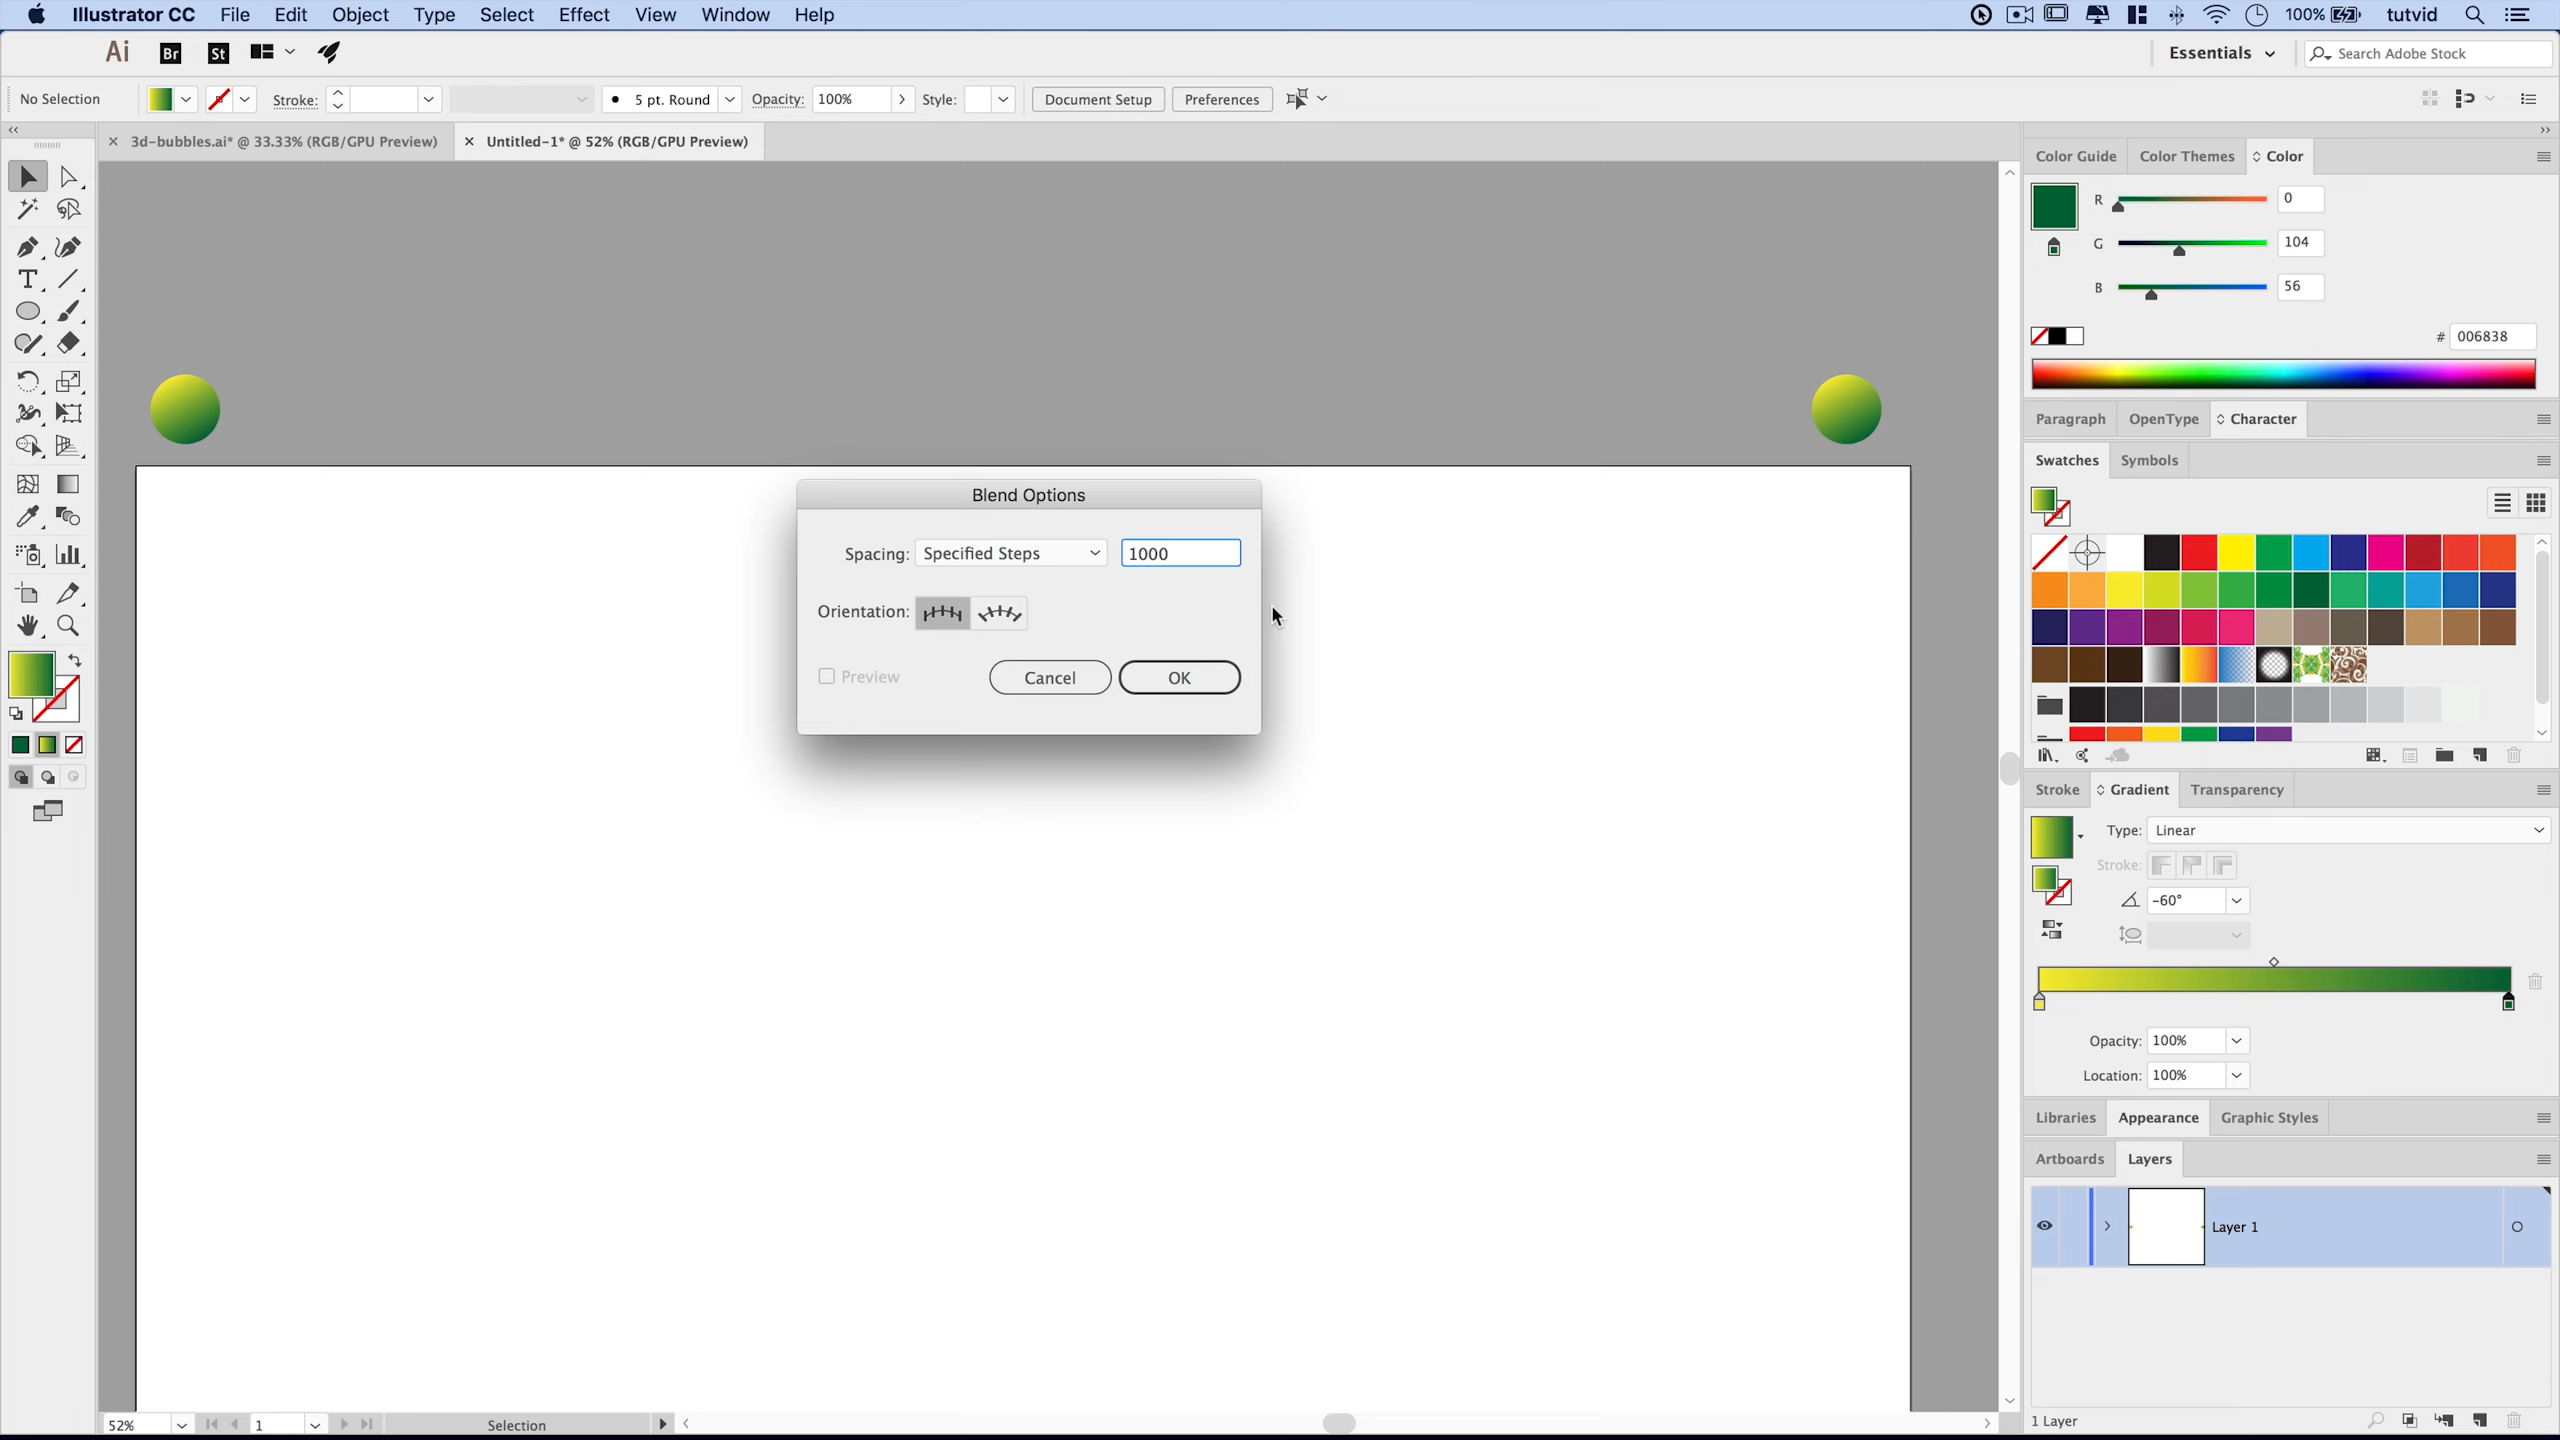 Illustrator CC File Edit Object Type Select Effect View Window Help 100% tutvid
Ai Br St Essentials Search Adobe Stock
No Selection Stroke: 5 pt. Round Opacity: 100% Style: Document Setup Preferences
3d-bubbles.ai* @ 33.33% (RGB/GPU Preview) Untitled-1* @ 52% (RGB/GPU Preview)
Color Guide Color Themes Color
R 0
G 104
B 56
# 006838
Paragraph OpenType Character
Swatches Symbols
Blend Options
Spacing: Specified Steps 1000
Orientation:
Preview Cancel OK
Stroke Gradient Transparency
Type: Linear
Stroke:
-60°
Opacity: 100%
Location: 100%
Libraries Appearance Graphic Styles
Artboards Layers
Layer 1
1 Layer
52% 1 Selection